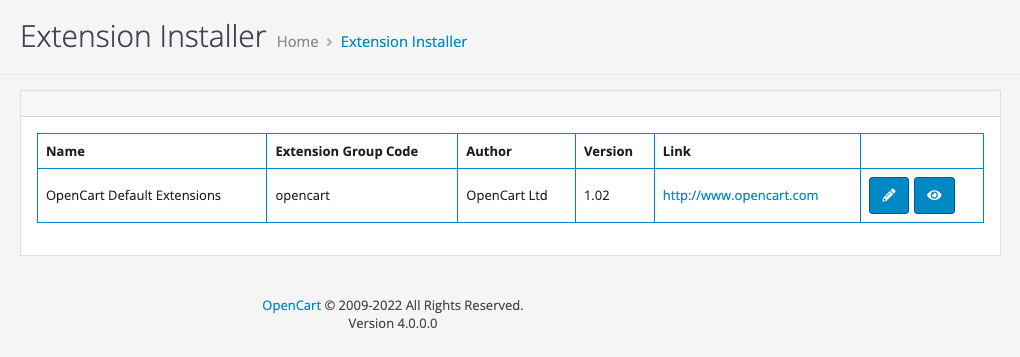 Extension Installer Home > Extension Installer
Name Extension Group Code Author Version Link
OpenCart Default Extensions opencart OpenCart Ltd 1.02 http://www.opencart.com
OpenCart © 2009-2022 All Rights Reserved.
Version 4.0.0.0